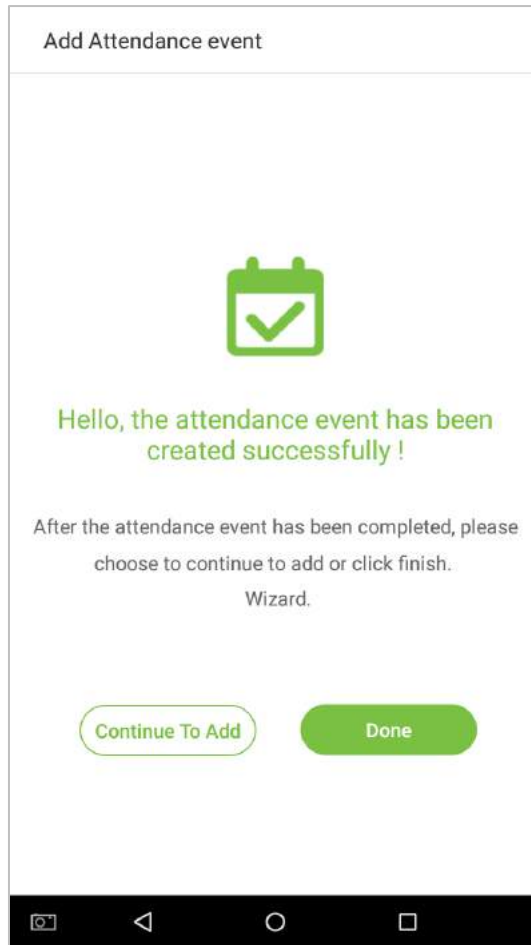 Add Attendance event
Hello, the attendance event has been
created successfully !
After the attendance event has been completed, please
choose to continue to add or click finish.
Wizard.
Continue To Add
Done